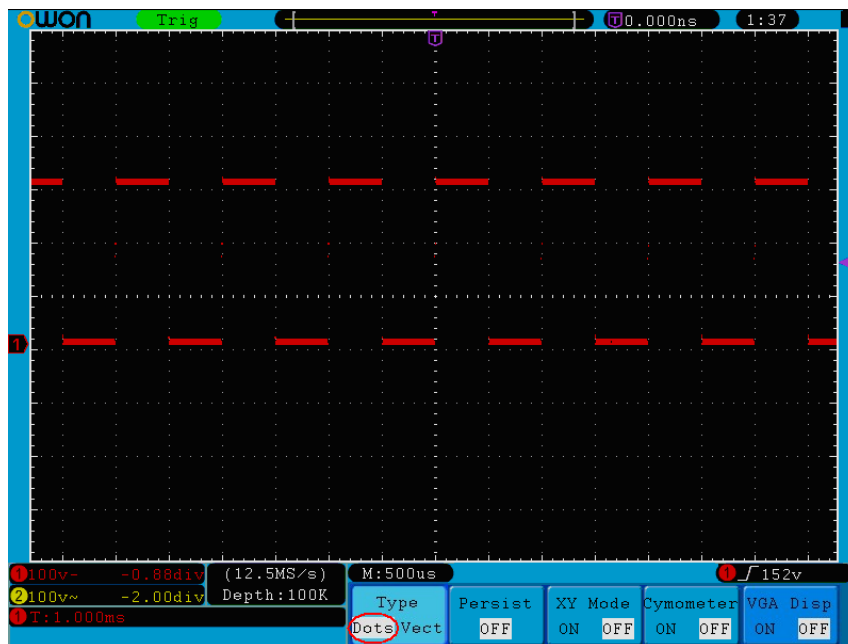 OWON Trig T 0.000ns 1:37
T
1
1 100v- -0.88div (12.5MS/s) M:500us 1 152v
2 100v~ -2.00div Depth:100K
1 T:1.000ms
Type Persist XY Mode Cymometer VGA Disp
Dots Vect OFF ON OFF ON OFF ON OFF